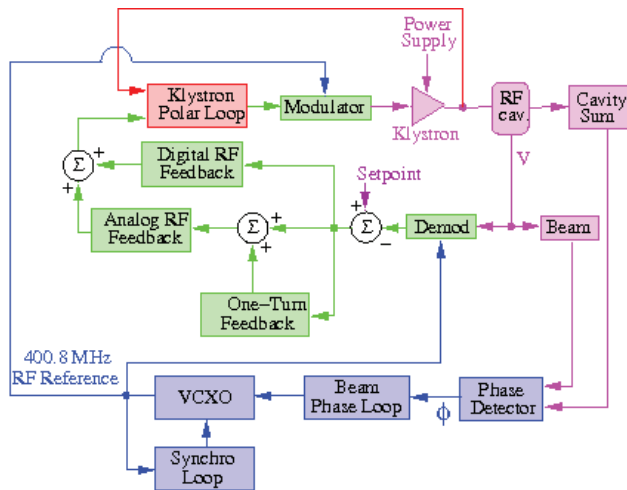 Power
Supply
Klystron
Polar Loop
Modulator
Klystron
RF
cav.
Cavity
Sum
Σ
+
+
Digital RF
Feedback
Setpoint
V
Analog RF
Feedback
Σ
+
+
Σ
+
−
Demod
Beam
One−Turn
Feedback
400.8 MHz
RF Reference
VCXO
Beam
Phase Loop
ϕ
Phase
Detector
Synchro
Loop